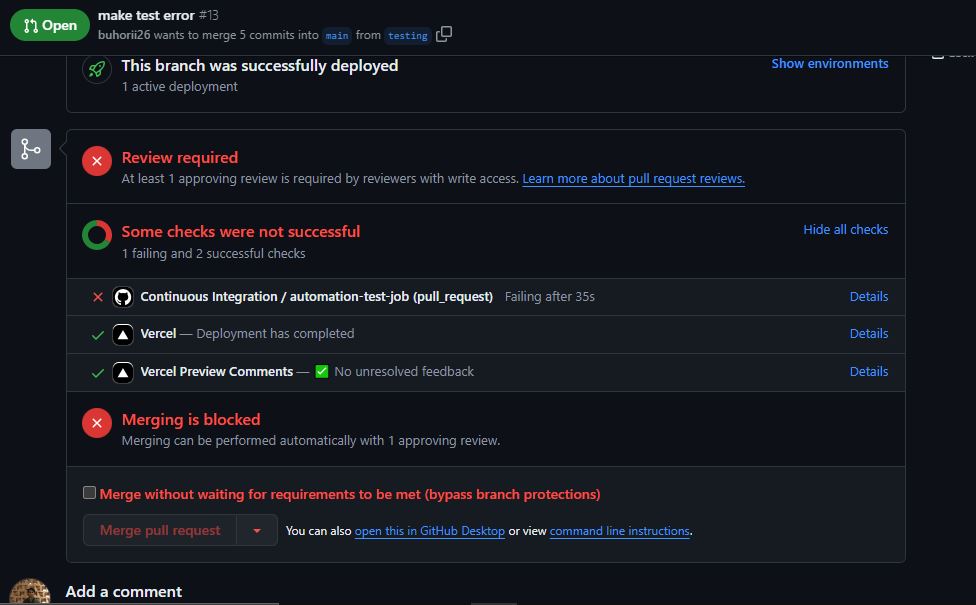 Open
make test error #13
buhorii26 wants to merge 5 commits into main from testing
This branch was successfully deployed
Show environments
1 active deployment
Review required
At least 1 approving review is required by reviewers with write access. Learn more about pull request reviews.
Some checks were not successful
Hide all checks
1 failing and 2 successful checks
Continuous Integration / automation-test-job (pull_request) Failing after 35s
Details
Vercel — Deployment has completed
Details
Vercel Preview Comments — ✅ No unresolved feedback
Details
Merging is blocked
Merging can be performed automatically with 1 approving review.
Merge without waiting for requirements to be met (bypass branch protections)
Merge pull request
You can also open this in GitHub Desktop or view command line instructions.
Add a comment